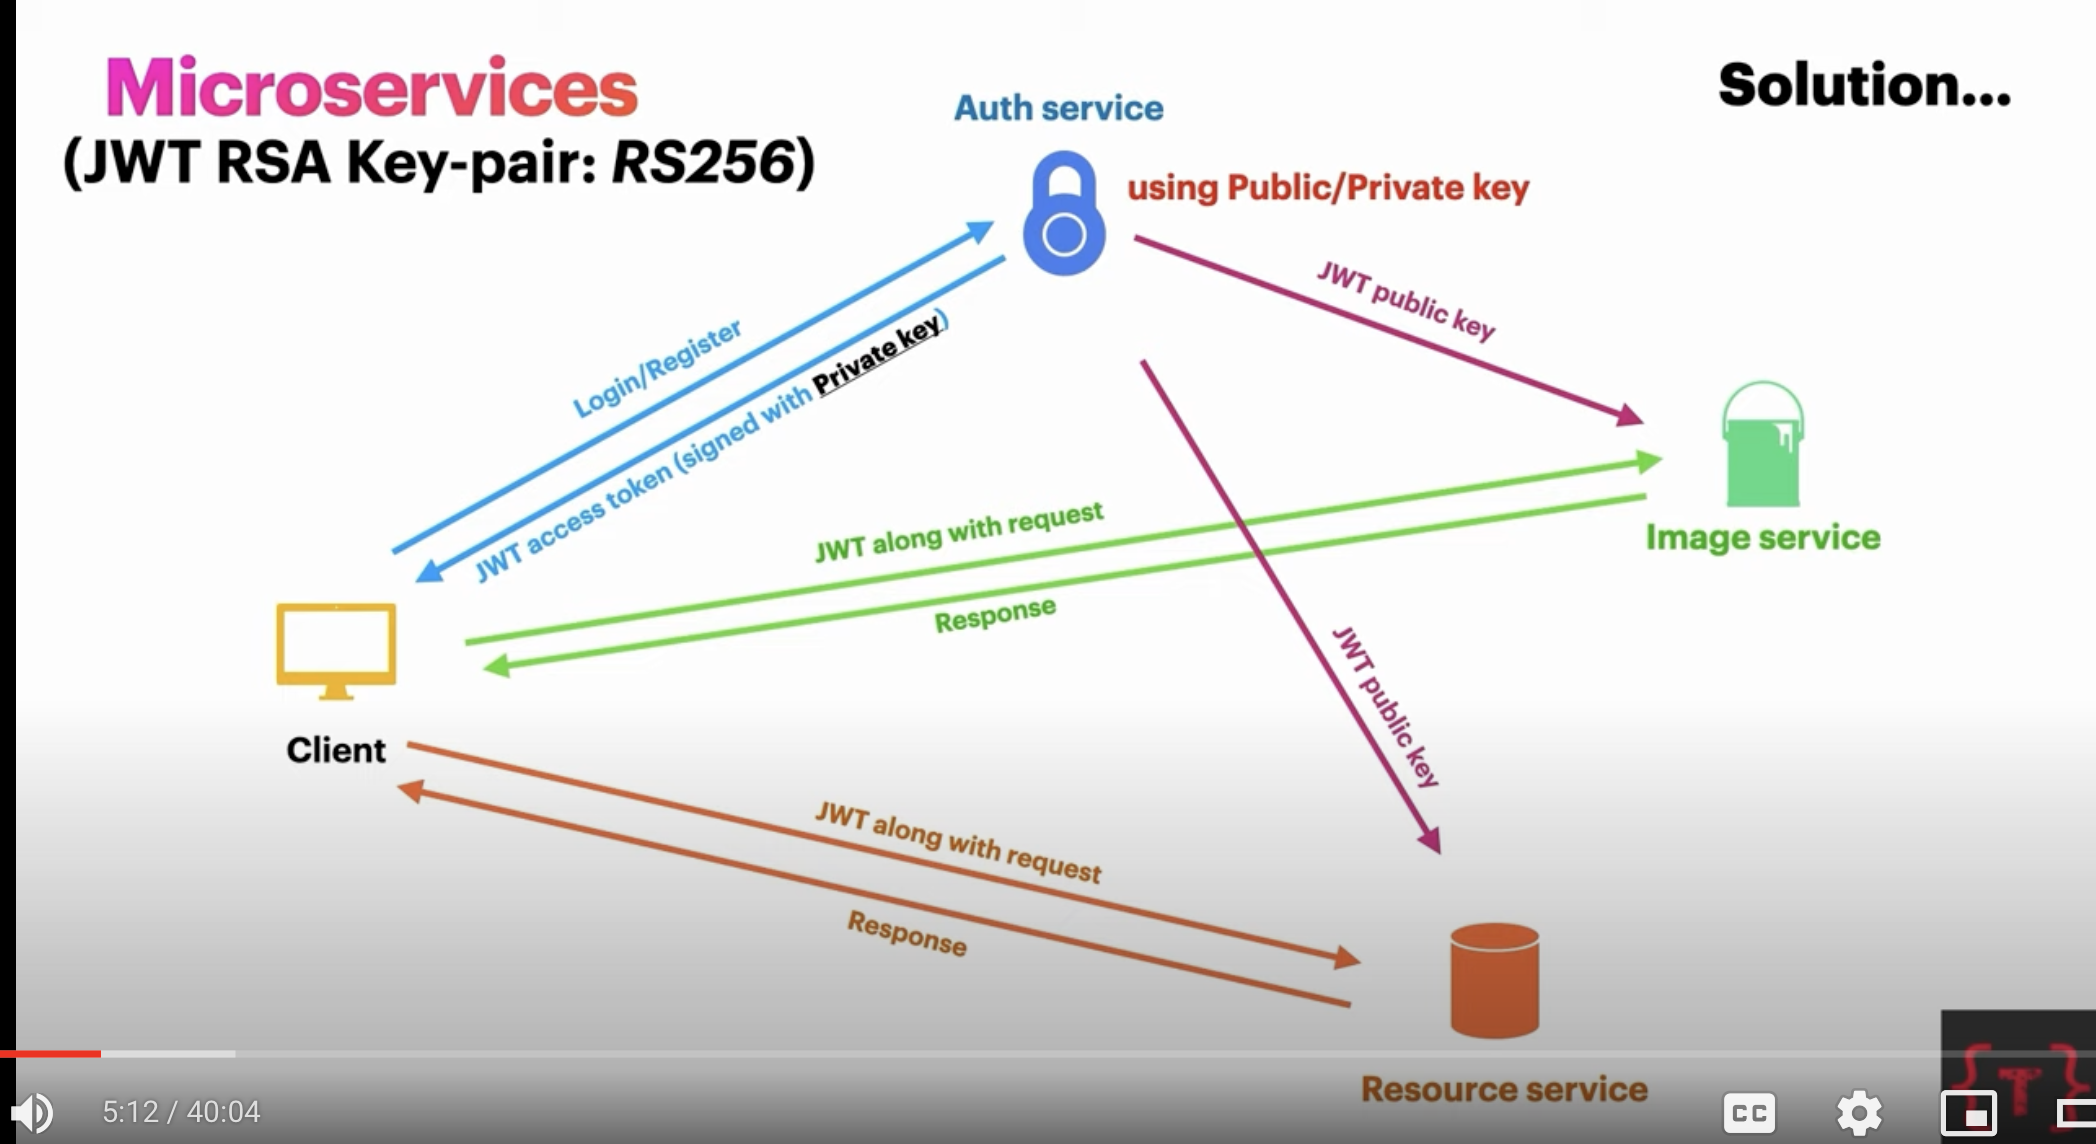 Microservices
Solution...
(JWT RSA Key-pair: RS256)
Auth service
using Public/Private key
JWT public key
Login/Register
JWT access token (signed with Private key)
JWT along with request
Response
Image service
JWT public key
Client
JWT along with request
Response
Resource service
{T}
5:12 / 40:04
CC